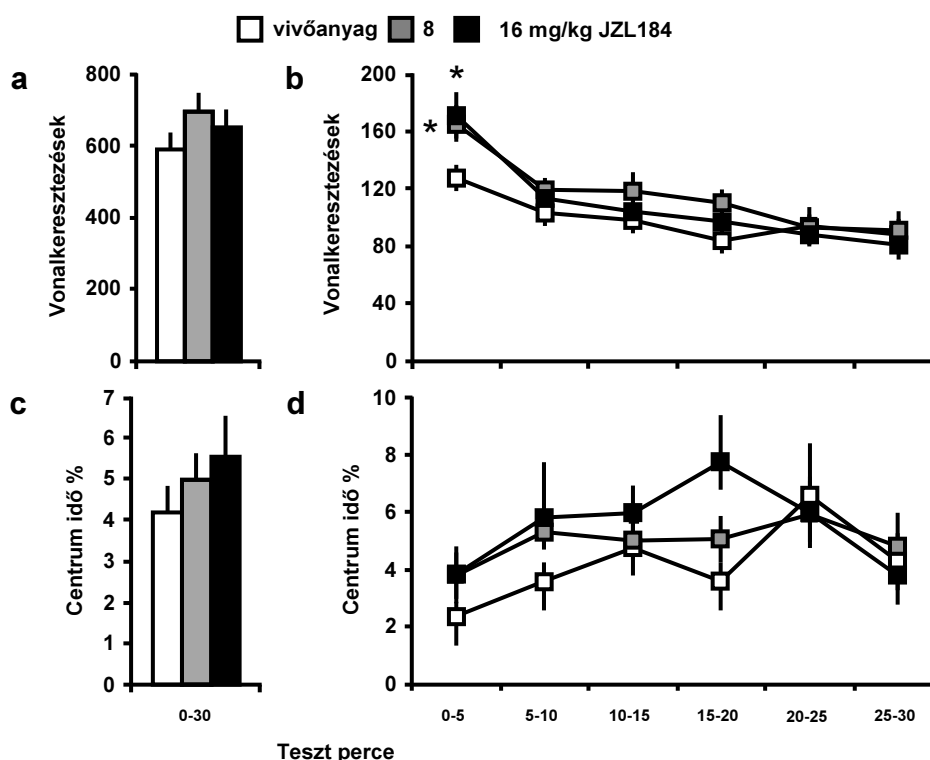 vivőanyag 8 16 mg/kg JZL184
a
Vonalkeresztezések
800
600
400
200
0
b
Vonalkeresztezések
200
160
120
80
40
0
*
*
c
Centrum idő %
7
6
5
4
3
2
1
0
0-30
d
Centrum idő %
10
8
6
4
2
0
0-5 5-10 10-15 15-20 20-25 25-30
Teszt perce